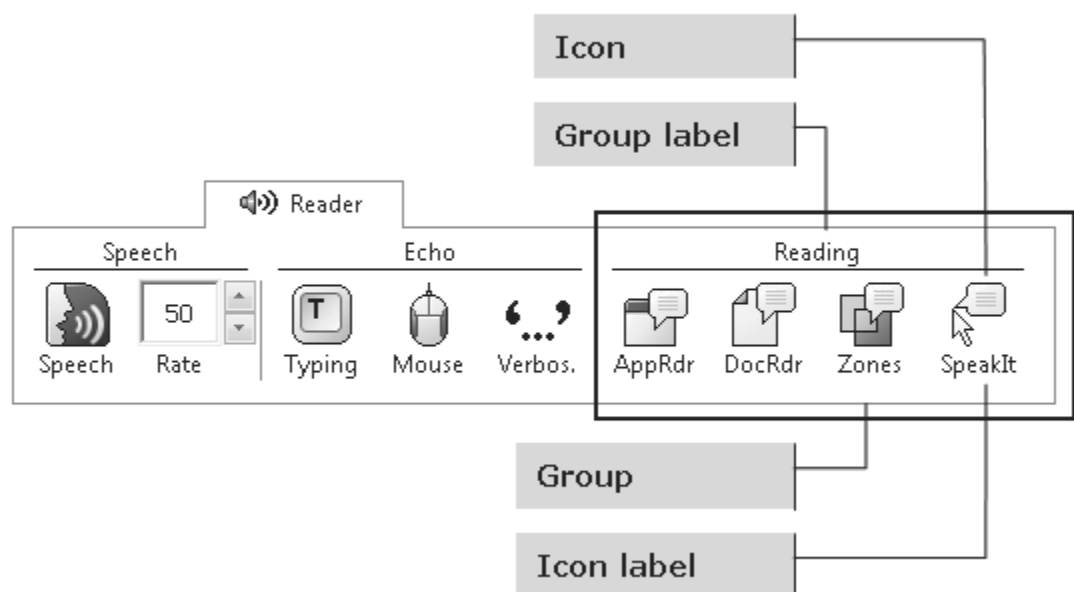 Icon
Group label
Reader
Speech Echo Reading
T
50
Speech Rate Typing Mouse Verbos. AppRdr DocRdr Zones SpeakIt
Group
Icon label